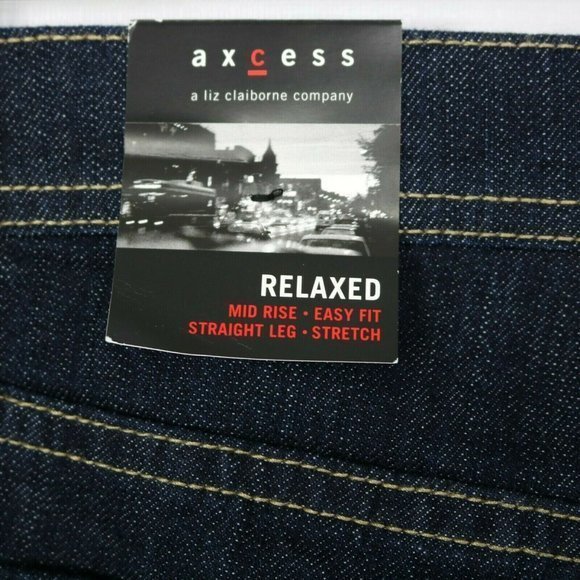 axcess
a liz claiborne company
RELAXED
MID RISE • EASY FIT
STRAIGHT LEG • STRETCH